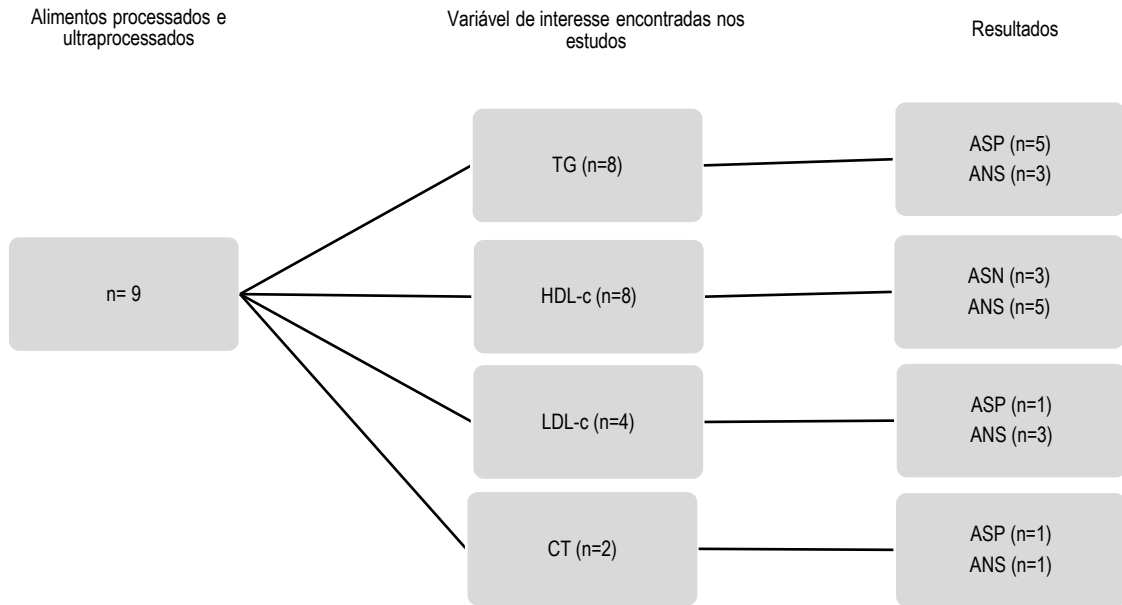 Alimentos processados e
ultraprocessados
Variável de interesse encontradas nos
estudos
Resultados
n= 9
TG (n=8)
ASP (n=5)
ANS (n=3)
HDL-c (n=8)
ASN (n=3)
ANS (n=5)
LDL-c (n=4)
ASP (n=1)
ANS (n=3)
CT (n=2)
ASP (n=1)
ANS (n=1)